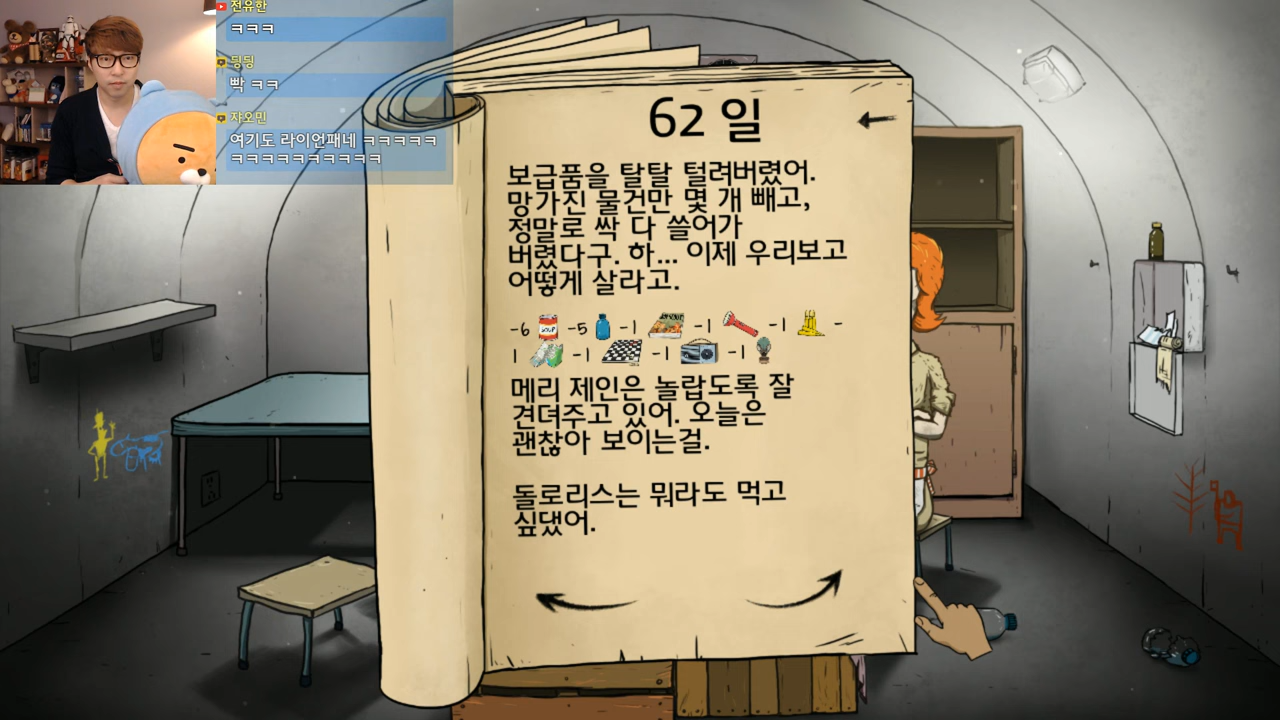 전유한
ㅋㅋㅋ
빡 ㅋㅋ
쟈오민
여기도 라이언패네 ㅋㅋㅋㅋㅋ
ㅋㅋㅋㅋㅋㅋㅋㅋㅋㅋ
62 일
보급품을 탈탈 털려버렸어.
망가진 물건만 몇 개 빼고,
정말로 싹 다 쓸어가
버렸다구. 하... 이제 우리보고
어떻게 살라고.
-6 SOUP -5 -1 -1 -1 -
1 -1 -1 -1
메리 제인은 놀랍도록 잘
견뎌주고 있어. 오늘은
괜찮아 보이는걸.
돌로리스는 뭐라도 먹고
싶댔어.